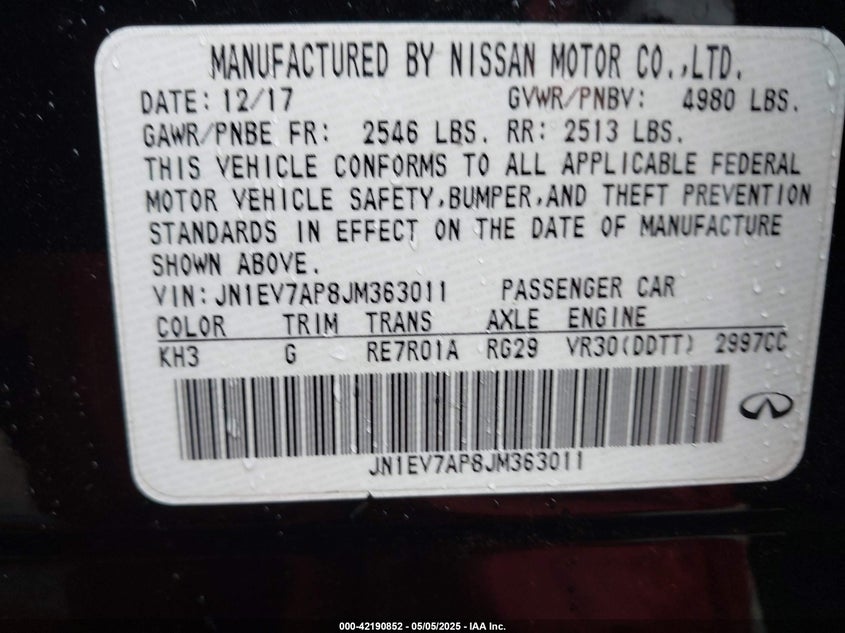 MANUFACTURED BY NISSAN MOTOR CO.,LTD.
DATE: 12/17 GVWR/PNBV: 4980 LBS.
GAWR/PNBE FR: 2546 LBS. RR: 2513 LBS.
THIS VEHICLE CONFORMS TO ALL APPLICABLE FEDERAL
MOTOR VEHICLE SAFETY,BUMPER,AND THEFT PREVENTION
STANDARDS IN EFFECT ON THE DATE OF MANUFACTURE
SHOWN ABOVE.
VIN: JN1EV7AP8JM363011 PASSENGER CAR
COLOR TRIM TRANS AXLE ENGINE
KH3 G RE7R01A RG29 VR30(DDTT) 2997CC
JN1EV7AP8JM363011
000-42190852 - 05/05/2025 - IAA Inc.